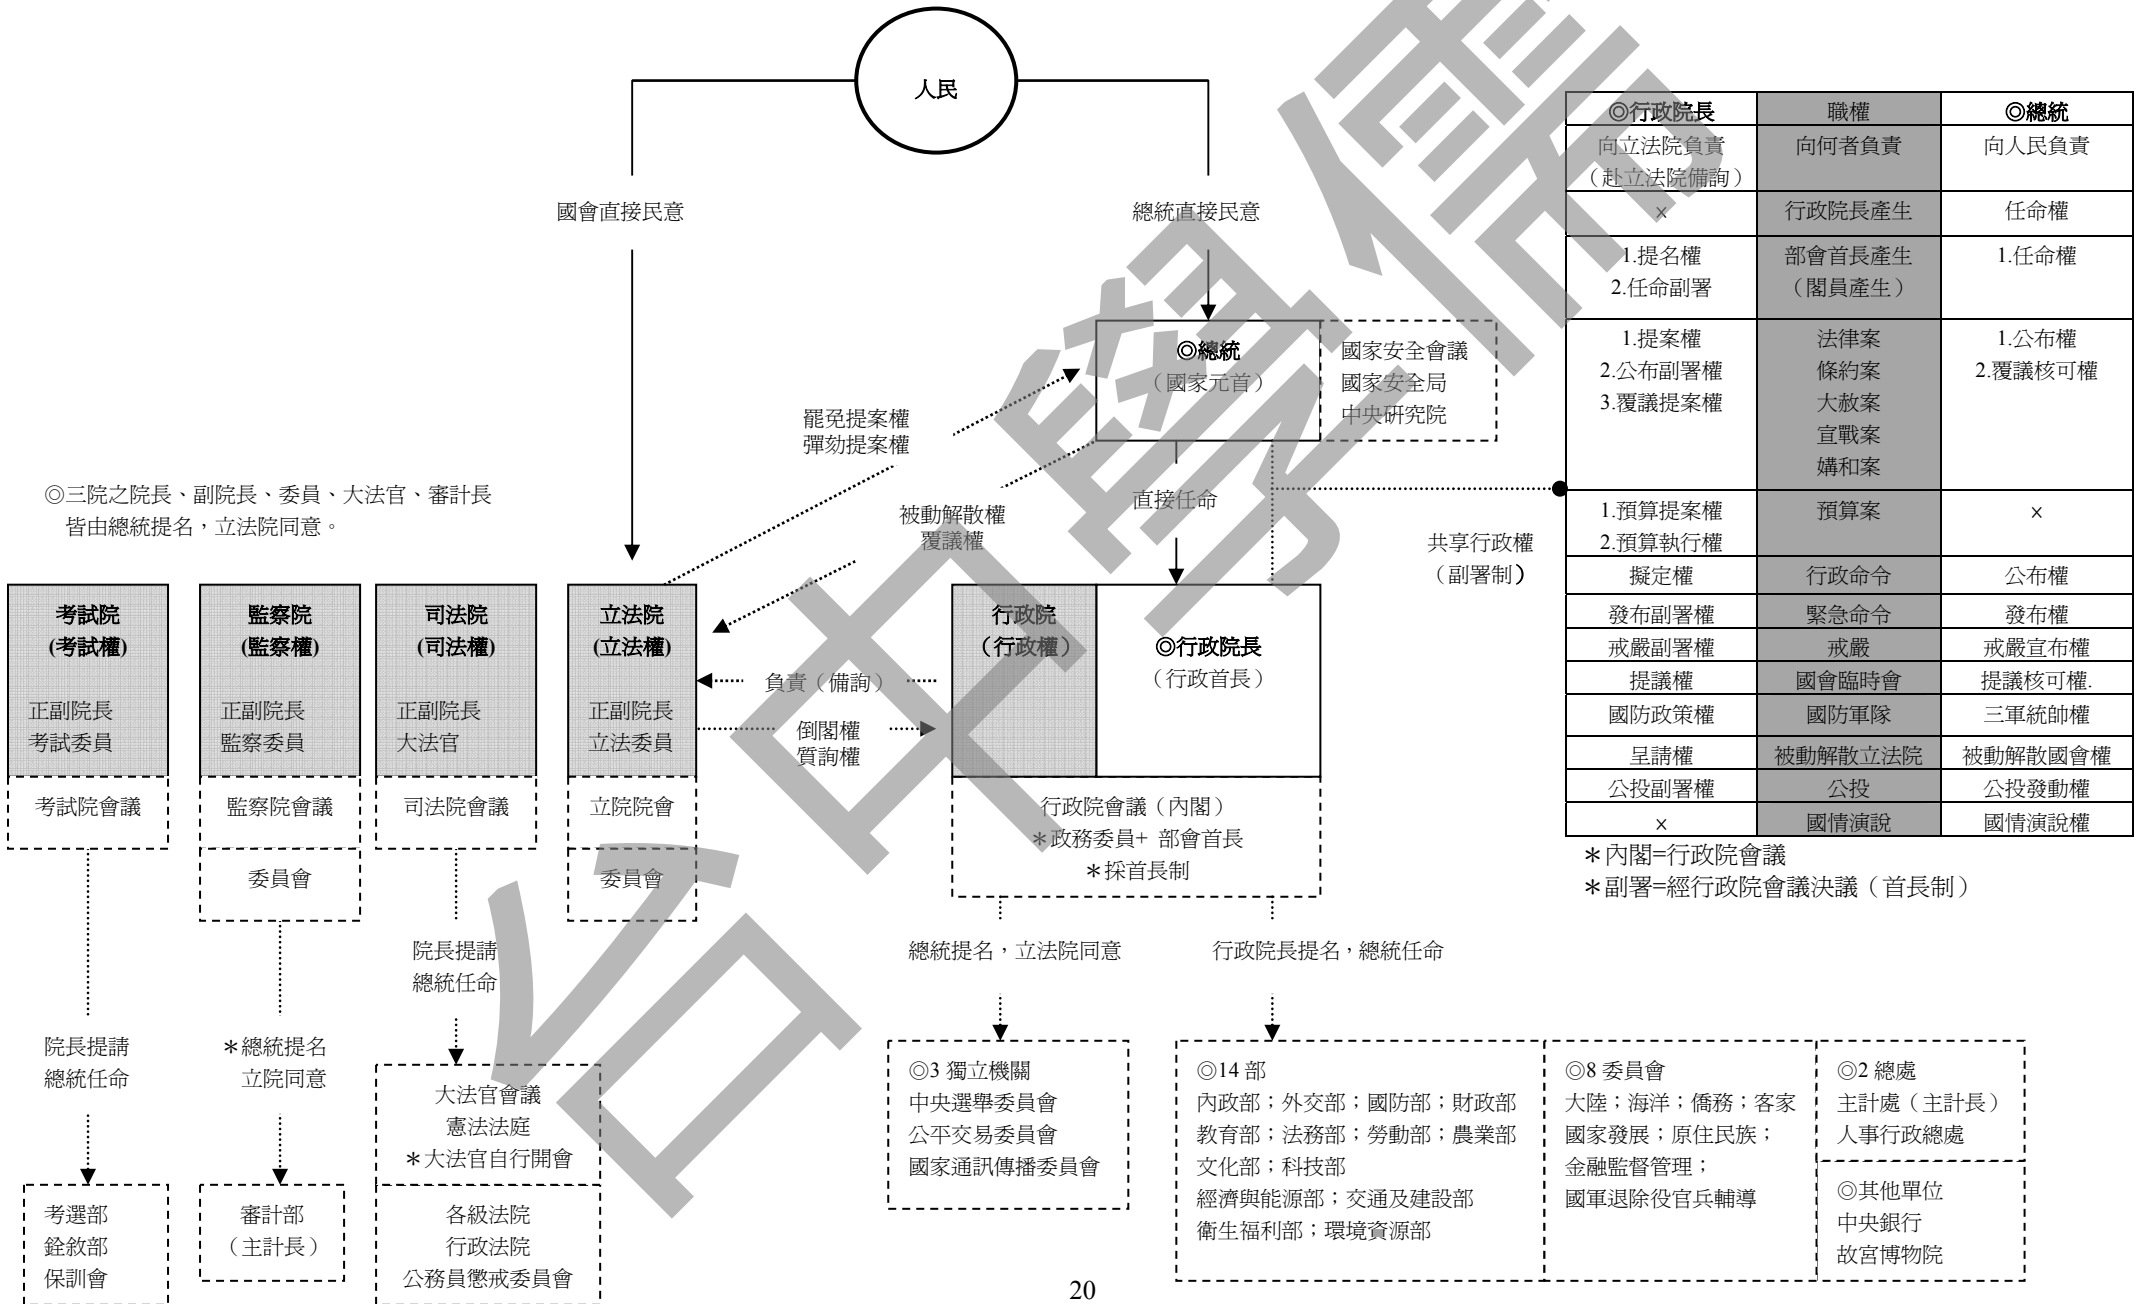 人民
國會直接民意
總統直接民意
◎總統
（國家元首）
國家安全會議
國家安全局
中央研究院
罷免提案權
彈劾提案權
被動解散權
覆議權
直接任命
共享行政權
（副署制）
◎三院之院長、副院長、委員、大法官、審計長
皆由總統提名，立法院同意。
考試院
(考試權)
正副院長
考試委員
考試院會議
監察院
(監察權)
正副院長
監察委員
監察院會議
委員會
司法院
(司法權)
正副院長
大法官
司法院會議
立法院
(立法權)
正副院長
立法委員
立院院會
委員會
負責（備詢）
倒閣權
質詢權
行政院
（行政權）
◎行政院長
（行政首長）
行政院會議（內閣）
＊政務委員+ 部會首長
＊採首長制
院長提請
總統任命
考選部
銓敘部
保訓會
＊總統提名
立院同意
審計部
（主計長）
院長提請
總統任命
大法官會議
憲法法庭
＊大法官自行開會
各級法院
行政法院
公務員懲戒委員會
總統提名，立法院同意
◎3 獨立機關
中央選舉委員會
公平交易委員會
國家通訊傳播委員會
行政院長提名，總統任命
◎14 部
內政部；外交部；國防部；財政部
教育部；法務部；勞動部；農業部
文化部；科技部
經濟與能源部；交通及建設部
衛生福利部；環境資源部
◎8 委員會
大陸；海洋；僑務；客家
國家發展；原住民族；
金融監督管理；
國軍退除役官兵輔導
◎2 總處
主計處（主計長）
人事行政總處
◎其他單位
中央銀行
故宮博物院
◎行政院長 職權 ◎總統
向立法院負責 向何者負責 向人民負責
（赴立法院備詢）
× 行政院長產生 任命權
1.提名權 部會首長產生 1.任命權
2.任命副署 （閣員產生）
1.提案權 法律案 1.公布權
2.公布副署權 條約案 2.覆議核可權
3.覆議提案權 大赦案
宣戰案
媾和案
1.預算提案權 預算案 ×
2.預算執行權
擬定權 行政命令 公布權
發布副署權 緊急命令 發布權
戒嚴副署權 戒嚴 戒嚴宣布權
提議權 國會臨時會 提議核可權.
國防政策權 國防軍隊 三軍統帥權
呈請權 被動解散立法院 被動解散國會權
公投副署權 公投 公投發動權
× 國情演說 國情演說權
＊內閣=行政院會議
＊副署=經行政院會議決議（首長制）
台中學儒
20